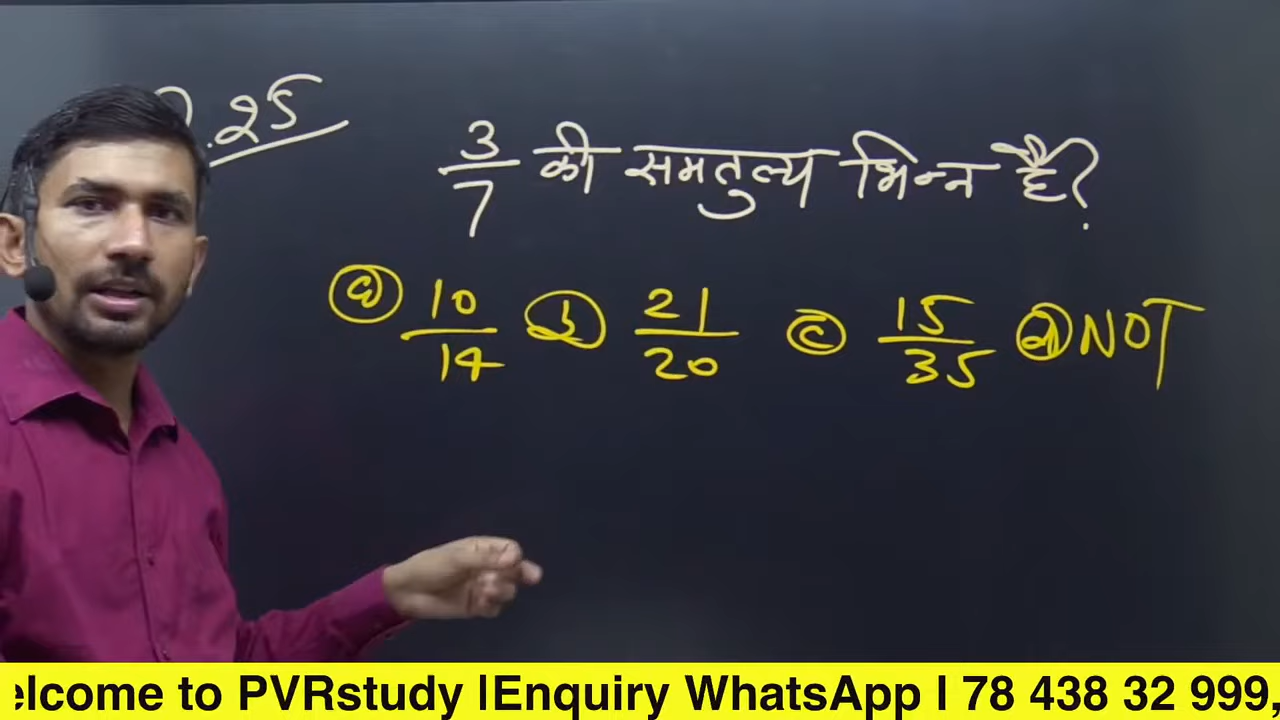 .25
3/7 की समतुल्य भिन्न है?
ⓐ 10/14 ⓑ 21/20 ⓒ 15/35 ⓓ NOT
elcome to PVRstudy |Enquiry WhatsApp I 78 438 32 999,